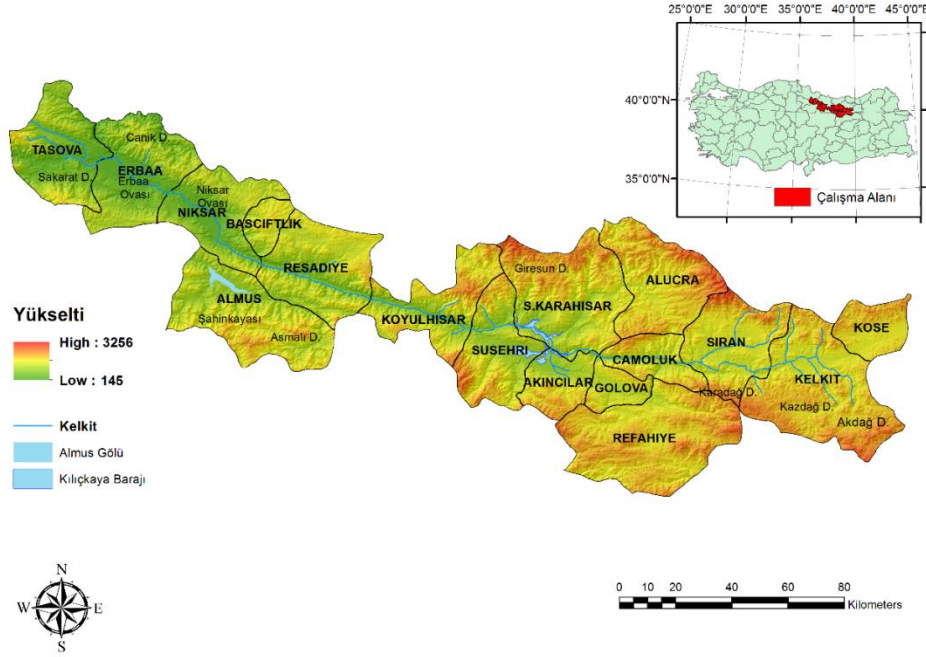 25°0'0"E 30°0'0"E 35°0'0"E 40°0'0"E 45°0'0"E
40°0'0"N
35°0'0"N
Çalışma Alanı
Canik D.
TASOVA
ERBAA
Sakarat D.
Erbaa
Ovası
Niksar
Ovası
NIKSAR
BASCIFTLIK
RESADIYE
ALMUS
Şahinkayası
Asmalı D.
KOYULHISAR
Giresun D.
ALUCRA
S.KARAHISAR
SUSEHRI
CAMOLUK
SIRAN
KOSE
AKINCILAR
GOLOVA
KELKIT
Karadağ D.
Kazdağ D.
Akdağ D.
REFAHIYE
Yükselti
High : 3256
Low : 145
Kelkit
Almus Gölü
Kılıçkaya Barajı
N
W
E
S
0 10 20 40 60 80
Kilometers